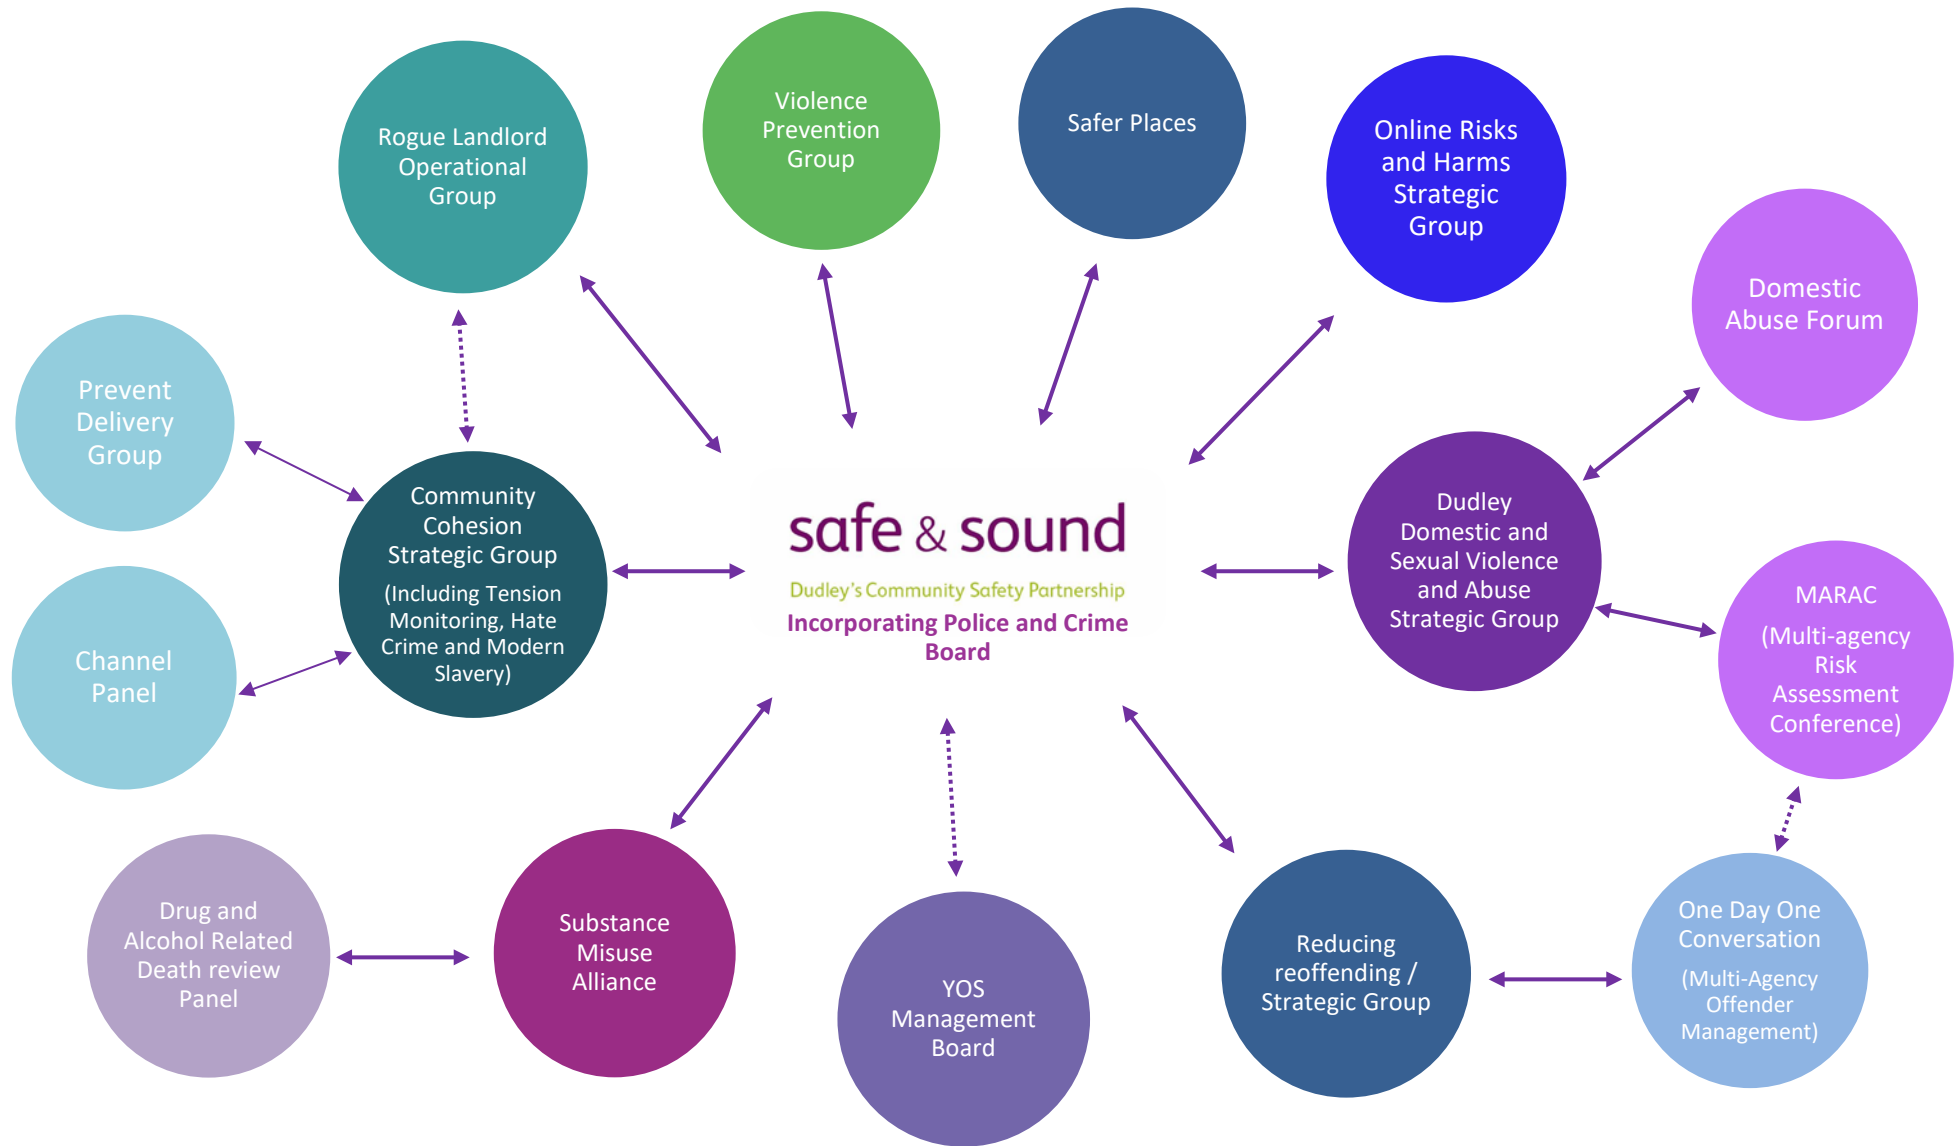 Rogue Landlord
Operational
Group
Violence
Prevention
Group
Safer Places
Online Risks
and Harms
Strategic
Group
Domestic
Abuse Forum
Prevent
Delivery
Group
Community
Cohesion
Strategic Group
(Including Tension
Monitoring, Hate
Crime and Modern
Slavery)
safe & sound
Dudley's Community Safety Partnership
Incorporating Police and Crime
Board
Dudley
Domestic and
Sexual Violence
and Abuse
Strategic Group
MARAC
(Multi-agency
Risk
Assessment
Conference)
Channel
Panel
Drug and
Alcohol Related
Death review
Panel
Substance
Misuse
Alliance
YOS
Management
Board
Reducing
reoffending /
Strategic Group
One Day One
Conversation
(Multi-Agency
Offender
Management)